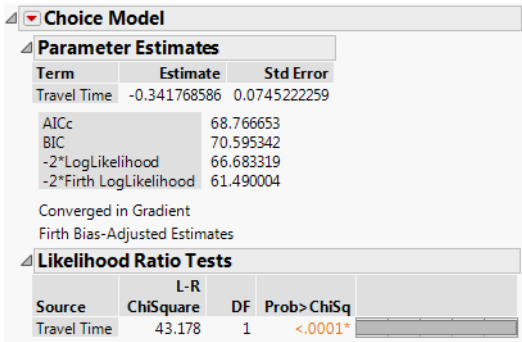 Choice Model
Parameter Estimates
Term Estimate Std Error
Travel Time -0.341768586 0.0745222259
AICc 68.766653
BIC 70.595342
-2*LogLikelihood 66.683319
-2*Firth LogLikelihood 61.490004
Converged in Gradient
Firth Bias-Adjusted Estimates
Likelihood Ratio Tests
L-R
Source ChiSquare DF Prob>ChiSq
Travel Time 43.178 1 <.0001*